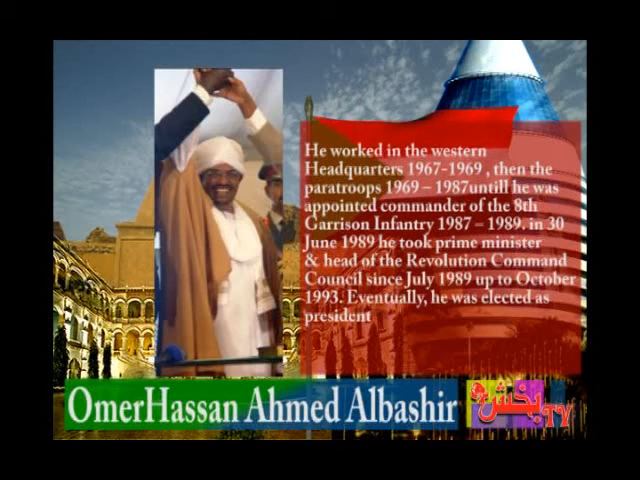 He worked in the western
Headquarters 1967-1969 , then the
paratroops 1969 – 1987untill he was
appointed commander of the 8th
Garrison Infantry 1987 – 1989. in 30
June 1989 he took prime minister
& head of the Revolution Command
Council since July 1989 up to October
1993. Eventually, he was elected as
president
OmerHassan Ahmed Albashir
TV